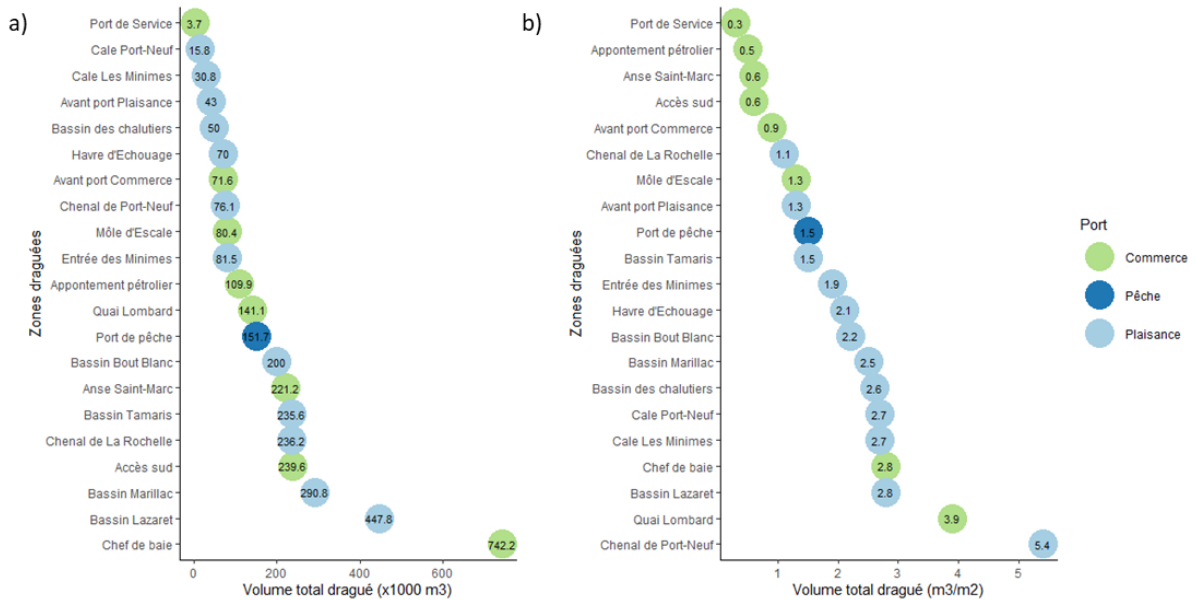 a)
Zones draguées
Port de Service 3.7
Cale Port-Neuf 15.8
Cale Les Minimes 30.8
Avant port Plaisance 43
Bassin des chalutiers 50
Havre d'Echouage 70
Avant port Commerce 71.6
Chenal de Port-Neuf 76.1
Môle d'Escale 80.4
Entrée des Minimes 81.5
Appontement pétrolier 109.9
Quai Lombard 141.1
Port de pêche 151.7
Bassin Bout Blanc 200
Anse Saint-Marc 221.2
Bassin Tamaris 235.6
Chenal de La Rochelle 236.2
Accès sud 239.6
Bassin Marillac 290.8
Bassin Lazaret 447.8
Chef de baie 742.2
0 200 400 600
Volume total dragué (x1000 m3)
b)
Zones draguées
Port de Service 0.3
Appontement pétrolier 0.5
Anse Saint-Marc 0.6
Accès sud 0.6
Avant port Commerce 0.9
Chenal de La Rochelle 1.1
Môle d'Escale 1.3
Avant port Plaisance 1.3
Port de pêche 1.5
Bassin Tamaris 1.5
Entrée des Minimes 1.9
Havre d'Echouage 2.1
Bassin Bout Blanc 2.2
Bassin Marillac 2.5
Bassin des chalutiers 2.6
Cale Port-Neuf 2.7
Cale Les Minimes 2.7
Chef de baie 2.8
Bassin Lazaret 2.8
Quai Lombard 3.9
Chenal de Port-Neuf 5.4
1 2 3 4 5
Volume total dragué (m3/m2)
Port
Commerce
Pêche
Plaisance